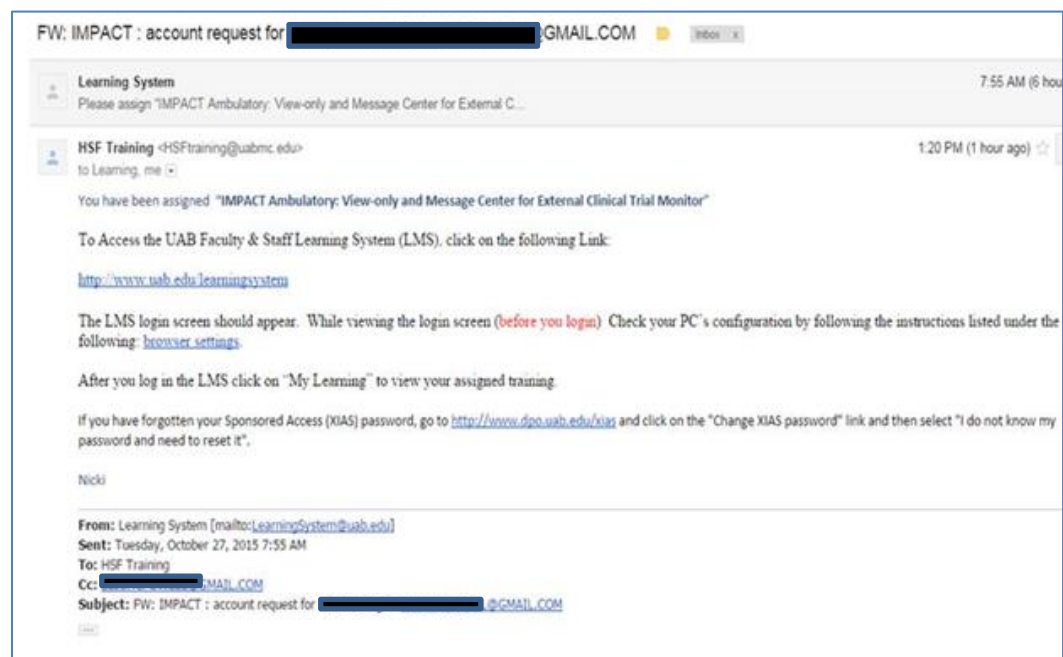 FW: IMPACT : account request for GMAIL.COM Inbox x
Learning System 7:55 AM (6 hou
Please assign "IMPACT Ambulatory: View-only and Message Center for External C...
HSF Training <HSFtraining@uabmc.edu> 1:20 PM (1 hour ago)
to Learning, me
You have been assigned "IMPACT Ambulatory: View-only and Message Center for External Clinical Trial Monitor"
To Access the UAB Faculty & Staff Learning System (LMS), click on the following Link:
http://www.uab.edu/learningsystem
The LMS login screen should appear. While viewing the login screen (before you login) Check your PC's configuration by following the instructions listed under the
following: browser settings.
After you log in the LMS click on "My Learning" to view your assigned training.
If you have forgotten your Sponsored Access (XIAS) password, go to http://www.dpo.uab.edu/xias and click on the "Change XIAS password" link and then select "I do not know my
password and need to reset it".
Nicki
From: Learning System [mailto:LearningSystem@uab.edu]
Sent: Tuesday, October 27, 2015 7:55 AM
To: HSF Training
Cc: GMAIL.COM
Subject: FW: IMPACT : account request for @GMAIL.COM